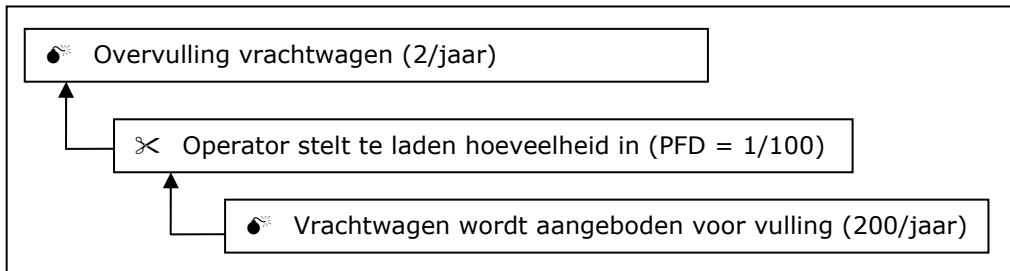 Overvulling vrachtwagen (2/jaar)
Operator stelt te laden hoeveelheid in (PFD = 1/100)
Vrachtwagen wordt aangeboden voor vulling (200/jaar)